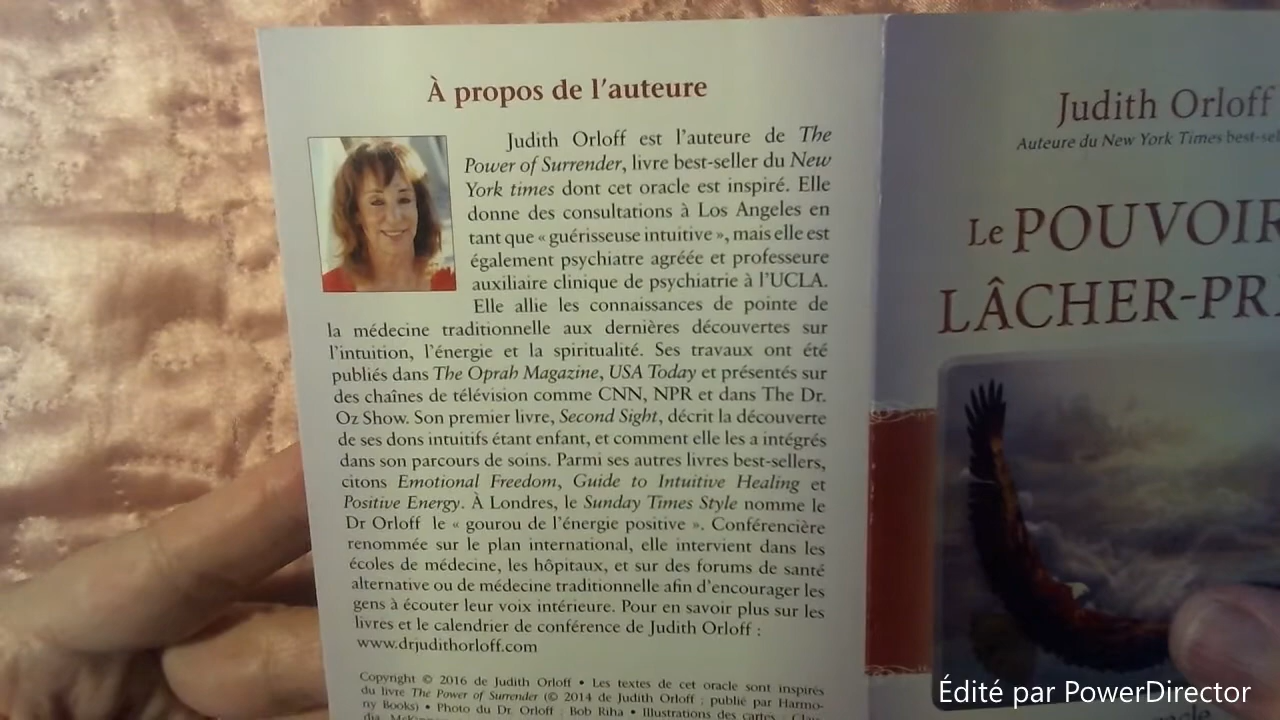 À propos de l'auteure
Judith Orloff est l'auteure de The
Power of Surrender, livre best-seller du New
York times dont cet oracle est inspiré. Elle
donne des consultations à Los Angeles en
tant que « guérisseuse intuitive », mais elle est
également psychiatre agréée et professeure
auxiliaire clinique de psychiatrie à l'UCLA.
Elle allie les connaissances de pointe de
la médecine traditionnelle aux dernières découvertes sur
l'intuition, l'énergie et la spiritualité. Ses travaux ont été
publiés dans The Oprah Magazine, USA Today et présentés sur
des chaînes de télévision comme CNN, NPR et dans The Dr.
Oz Show. Son premier livre, Second Sight, décrit la découverte
de ses dons intuitifs étant enfant, et comment elle les a intégrés
dans son parcours de soins. Parmi ses autres livres best-sellers,
citons Emotional Freedom, Guide to Intuitive Healing et
Positive Energy. À Londres, le Sunday Times Style nomme le
Dr Orloff le « gourou de l'énergie positive ». Conférencière
renommée sur le plan international, elle intervient dans les
écoles de médecine, les hôpitaux, et sur des forums de santé
alternative ou de médecine traditionnelle afin d'encourager les
gens à écouter leur voix intérieure. Pour en savoir plus sur les
livres et le calendrier de conférence de Judith Orloff :
www.drjudithorloff.com
Copyright © 2016 de Judith Orloff • Les textes de cet oracle sont inspirés
du livre The Power of Surrender (© 2014 de Judith Orloff ; publié par Harmo-
ny Books) • Photo du Dr. Orloff : Bob Riha • Illustrations des cartes
Judith Orloff
Auteure du New York Times
Le POUVOIR
LÂCHER-PR
Édité par PowerDirector